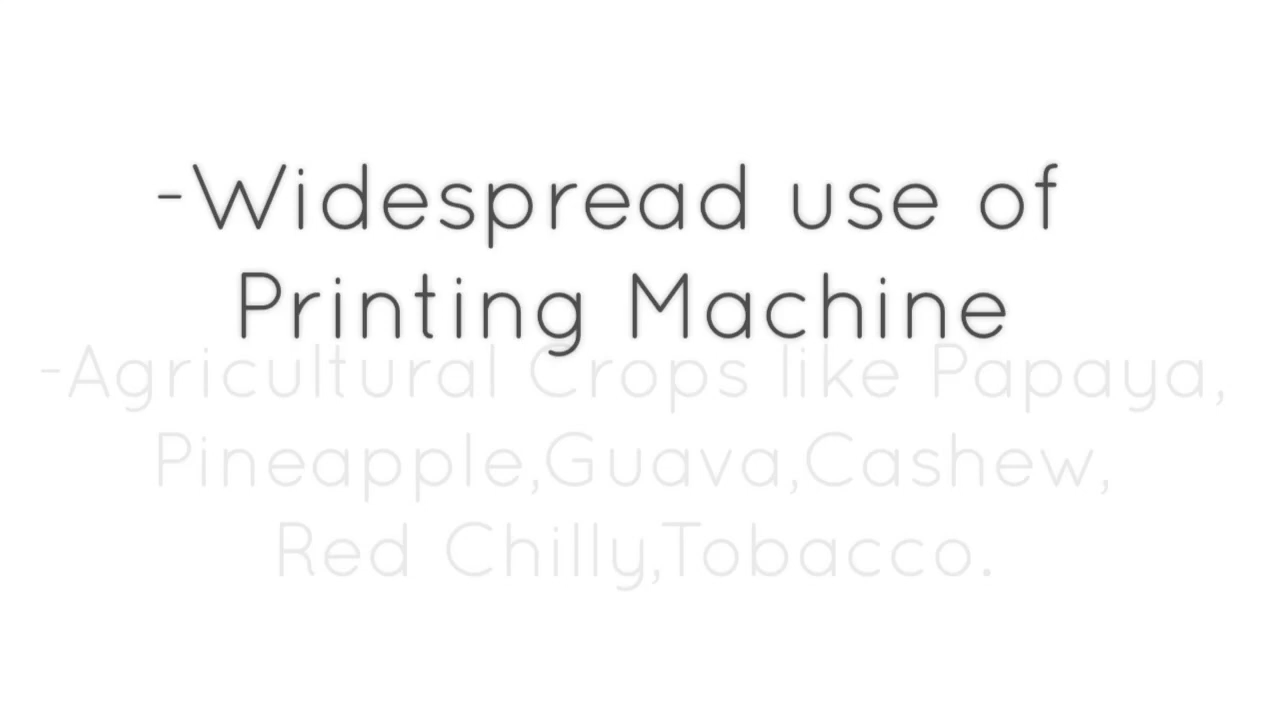 -Widespread use of
Printing Machine
-Agricultural Crops like Papaya,
Pineapple,Guava,Cashew,
Red Chilly,Tobacco.